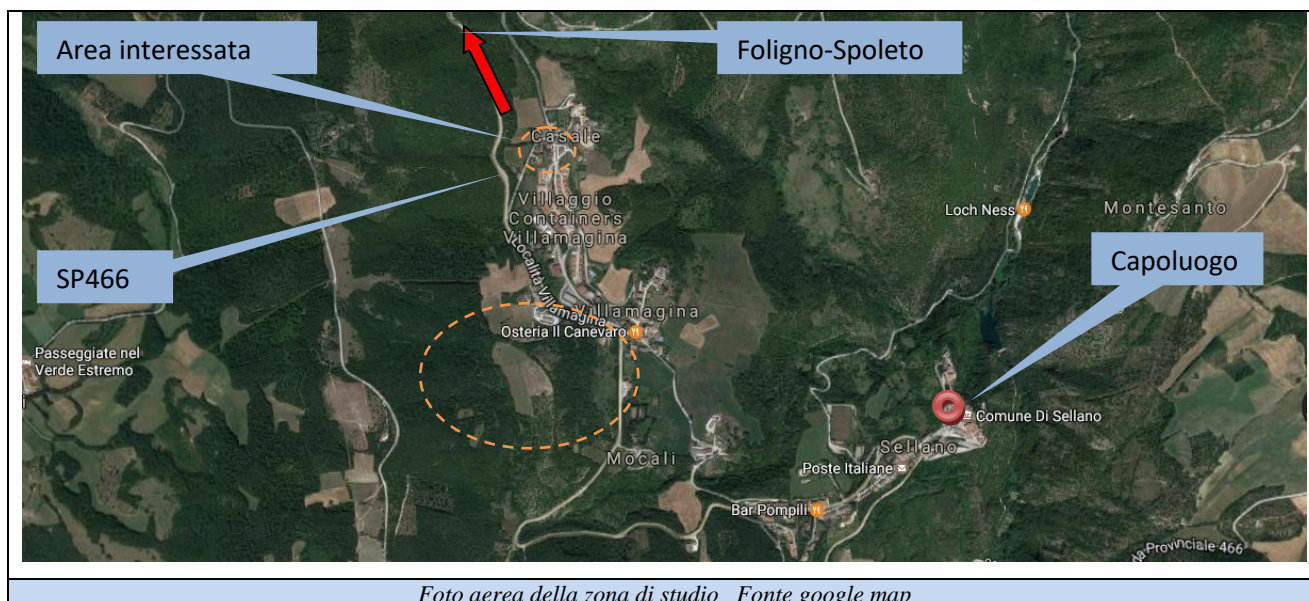 Area interessata
Foligno-Spoleto
Casale
Villaggio
Containers
Villamagina
Loch Ness
Montesanto
SP466
Località Villamagina
Capoluogo
Villamagina
Osteria Il Canevaro
Passeggiate nel
Verde Estremo
Comune Di Sellano
Sellano
Mocali
Poste Italiane
Bar Pompili
Provinciale 466
Foto aerea della zona di studio Fonte google map